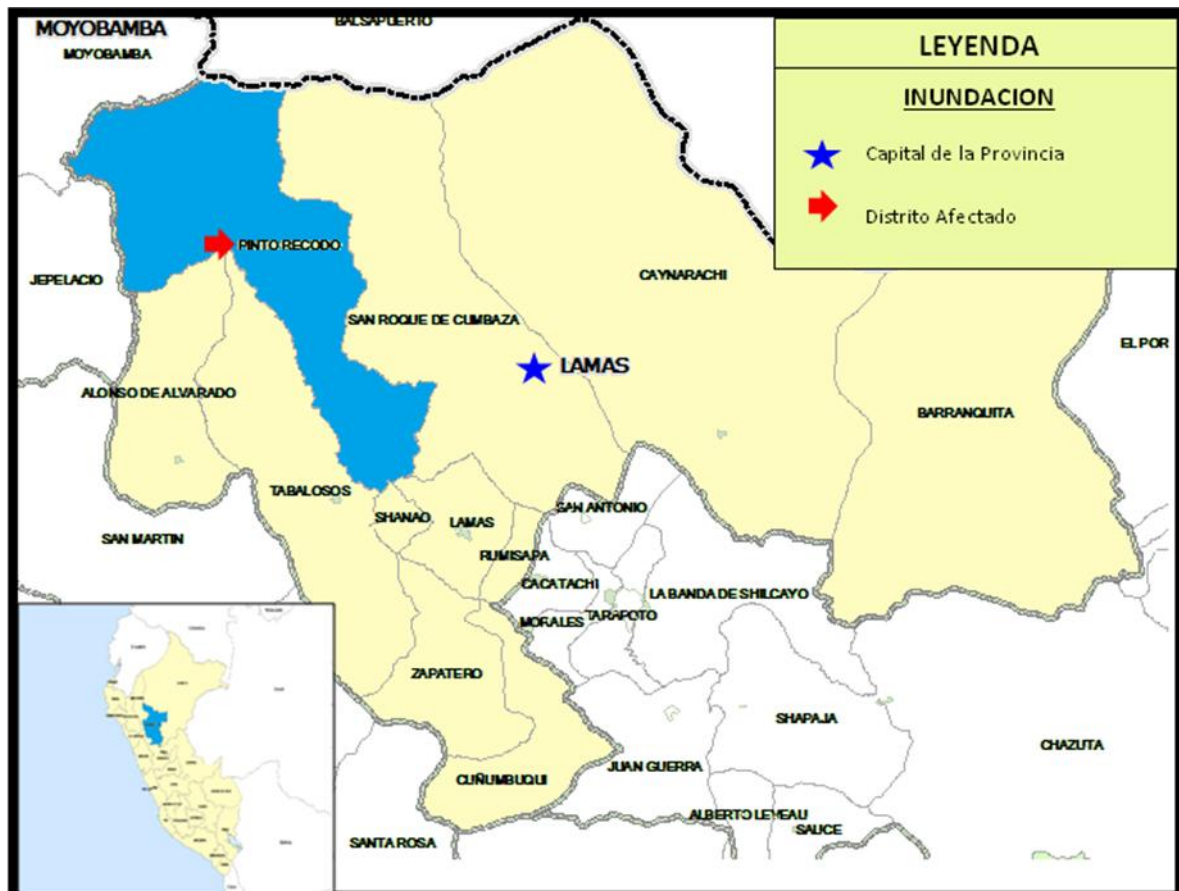 MOYOBAMBA
MOYOBAMBA
BALSAPUERTO
LEYENDA
INUNDACION
Capital de la Provincia
Distrito Afectado
PINTO RECODO
JEPELACIO
CAYNARACHI
SAN ROQUE DE CUMBAZA
EL POR
LAMAS
ALONSO DE ALVARADO
BARRANQUITA
TABALOSOS
SHANAO
LAMAS
SAN ANTONIO
SAN MARTIN
RUMISAPA
CACATACHI
LA BANDA DE SHILCAYO
MORALES
TARAPOTO
ZAPATERO
SHAPAJA
CHAZUTA
JUAN GUERRA
CUÑUMBUQUI
ALBERTO LEVEAU
SAUCE
SANTA ROSA